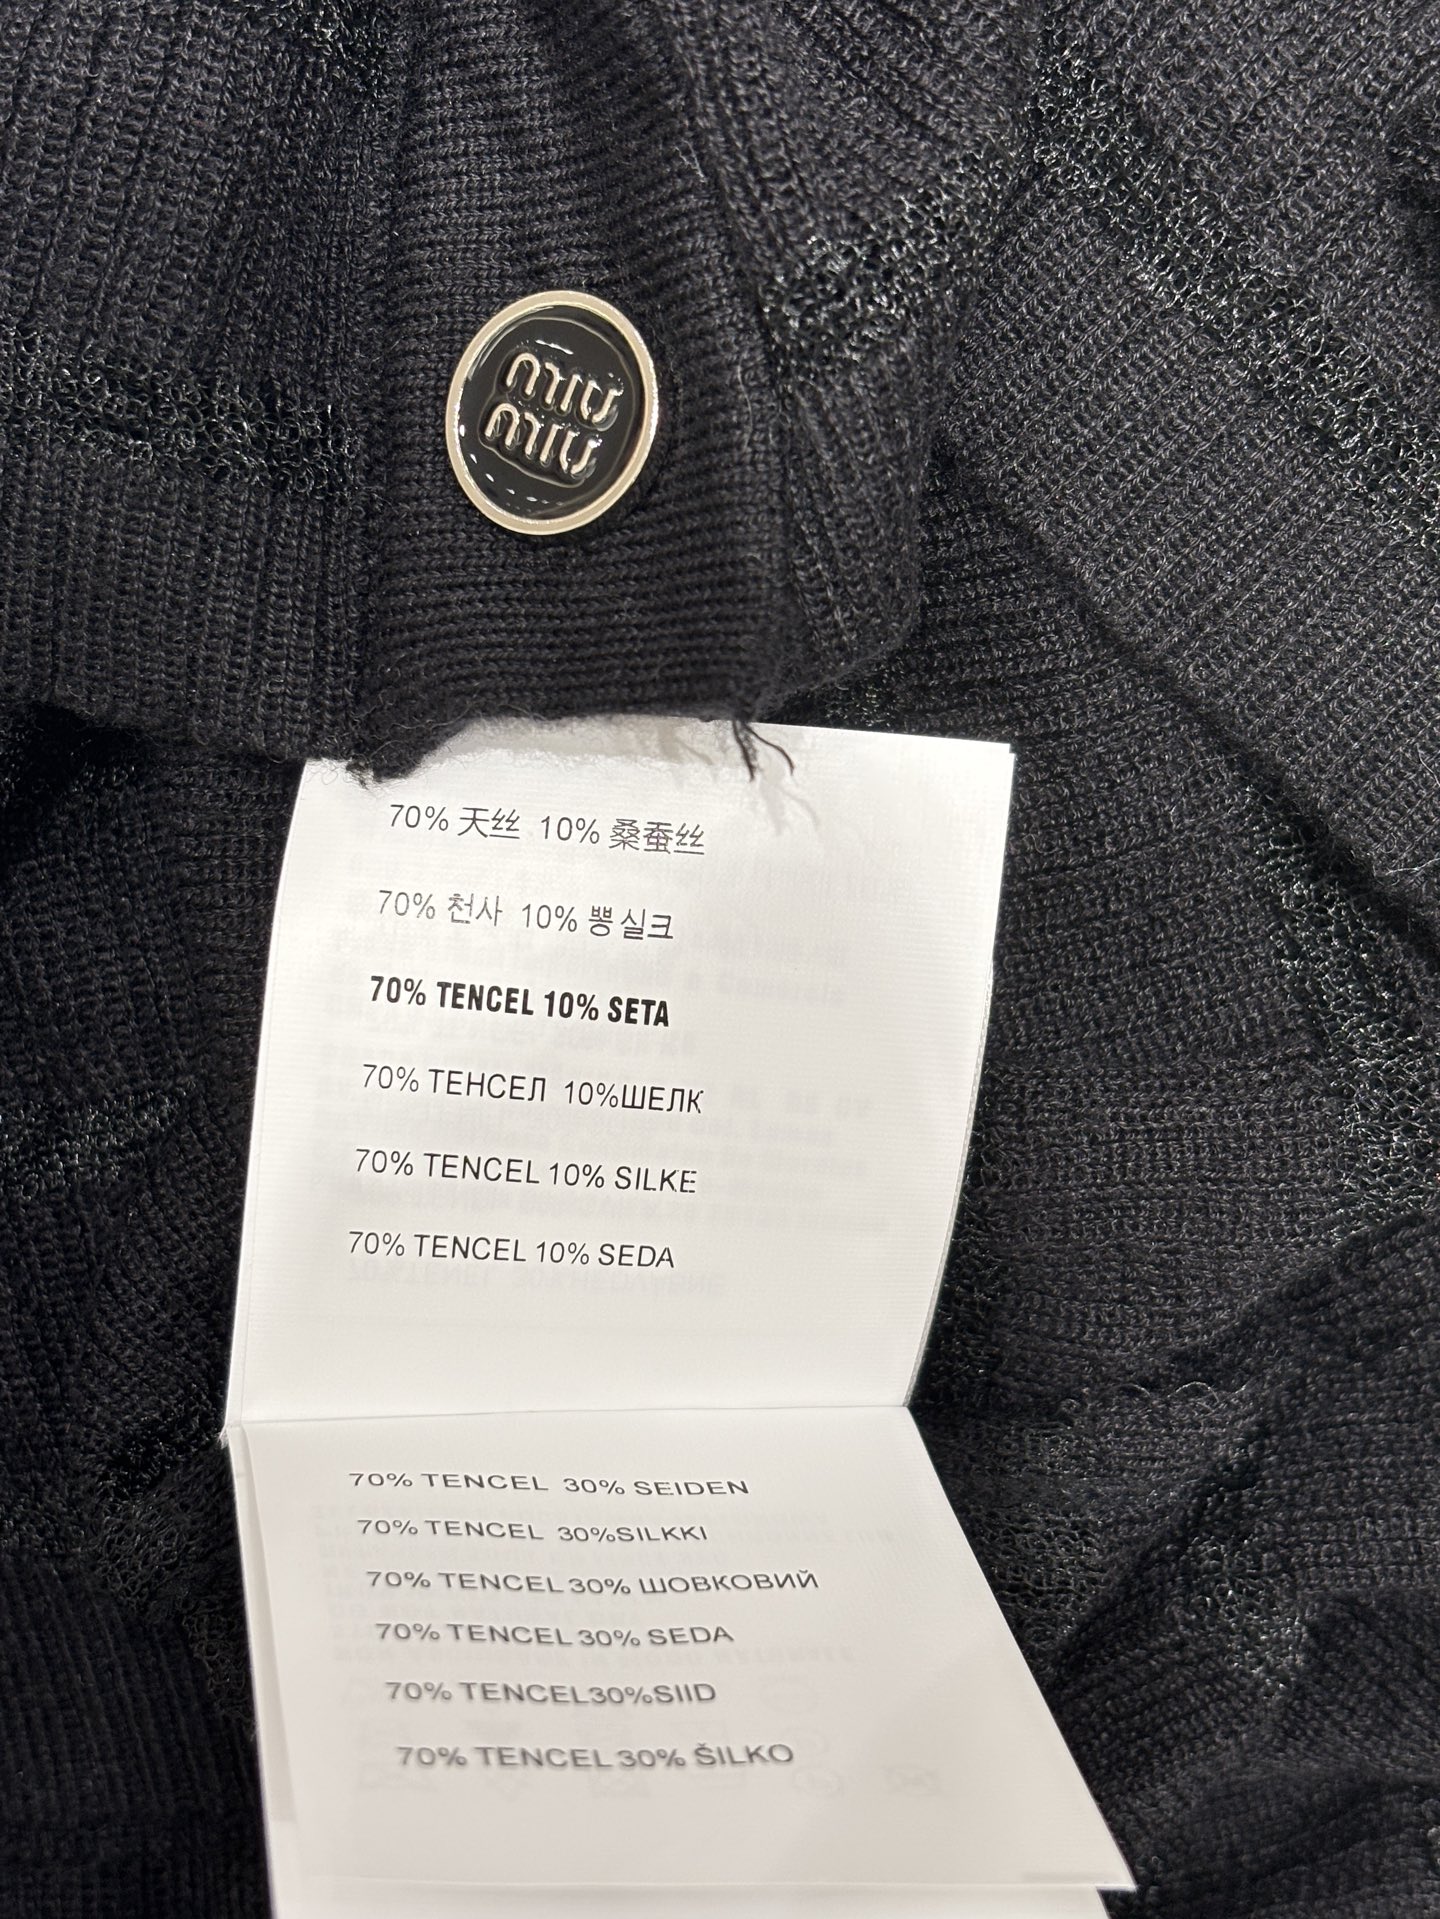 miu
miu
70% 天丝 10% 桑蚕丝
70% 천사 10% 뽕실크
70% TENCEL 10% SETA
70% ТЕНСЕЛ 10%ШЕЛК
70% TENCEL 10% SILKE
70% TENCEL 10% SEDA
70% TENCEL 30% SEIDEN
70% TENCEL 30%SILKKI
70% TENCEL 30% ШОВКОВИЙ
70% TENCEL 30% SEDA
70% TENCEL30%SIID
70% TENCEL 30% ŠILKO